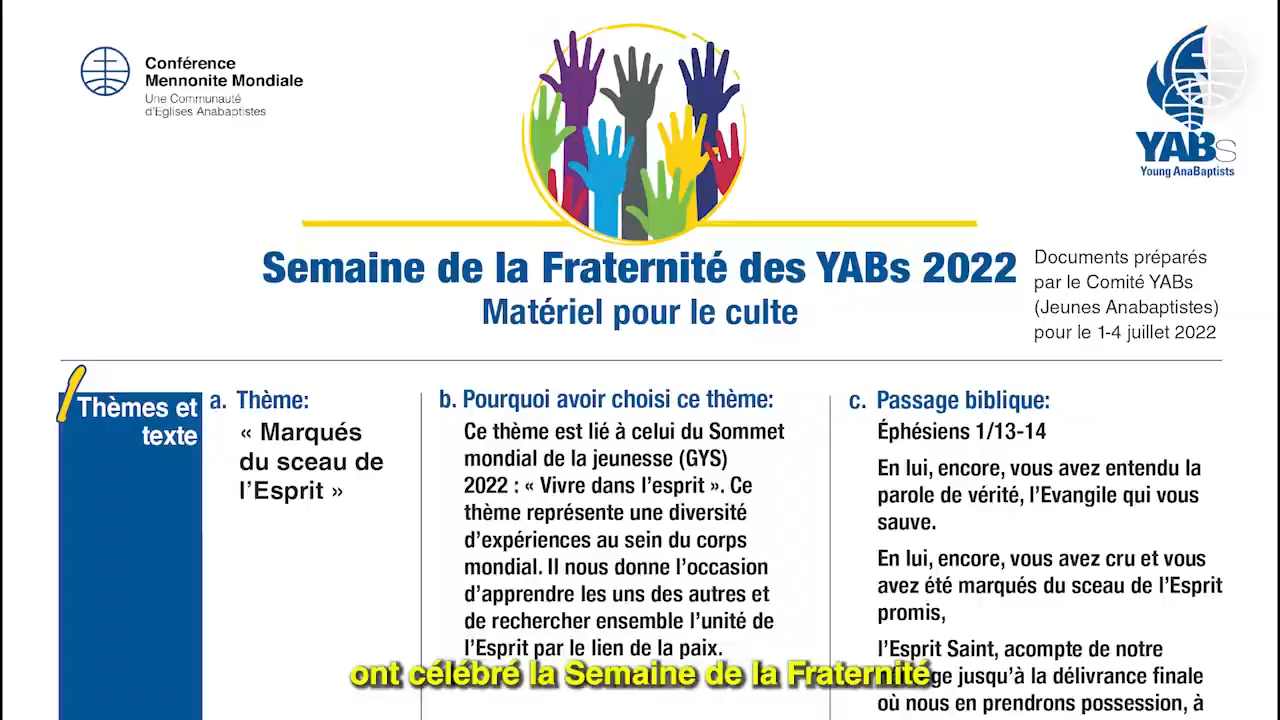 Conférence
Mennonite Mondiale
Une Communauté
d'Eglises Anabaptistes
YABs
Young AnaBaptists
Semaine de la Fraternité des YABs 2022
Matériel pour le culte
Documents préparés
par le Comité YABs
(Jeunes Anabaptistes)
pour le 1-4 juillet 2022
Thèmes et
texte
a. Thème:
« Marqués
du sceau de
l'Esprit »
b. Pourquoi avoir choisi ce thème:
Ce thème est lié à celui du Sommet
mondial de la jeunesse (GYS)
2022 : « Vivre dans l'esprit ». Ce
thème représente une diversité
d'expériences au sein du corps
mondial. Il nous donne l'occasion
d'apprendre les uns des autres et
de rechercher ensemble l'unité de
l'Esprit par le lien de la paix.
c. Passage biblique:
Éphésiens 1/13-14
En lui, encore, vous avez entendu la
parole de vérité, l'Evangile qui vous
sauve.
En lui, encore, vous avez cru et vous
avez été marqués du sceau de l'Esprit
promis,
l'Esprit Saint, acompte de notre
jusqu'à la délivrance finale
où nous en prendrons possession, à
ont célébré la Semaine de la Fraternité